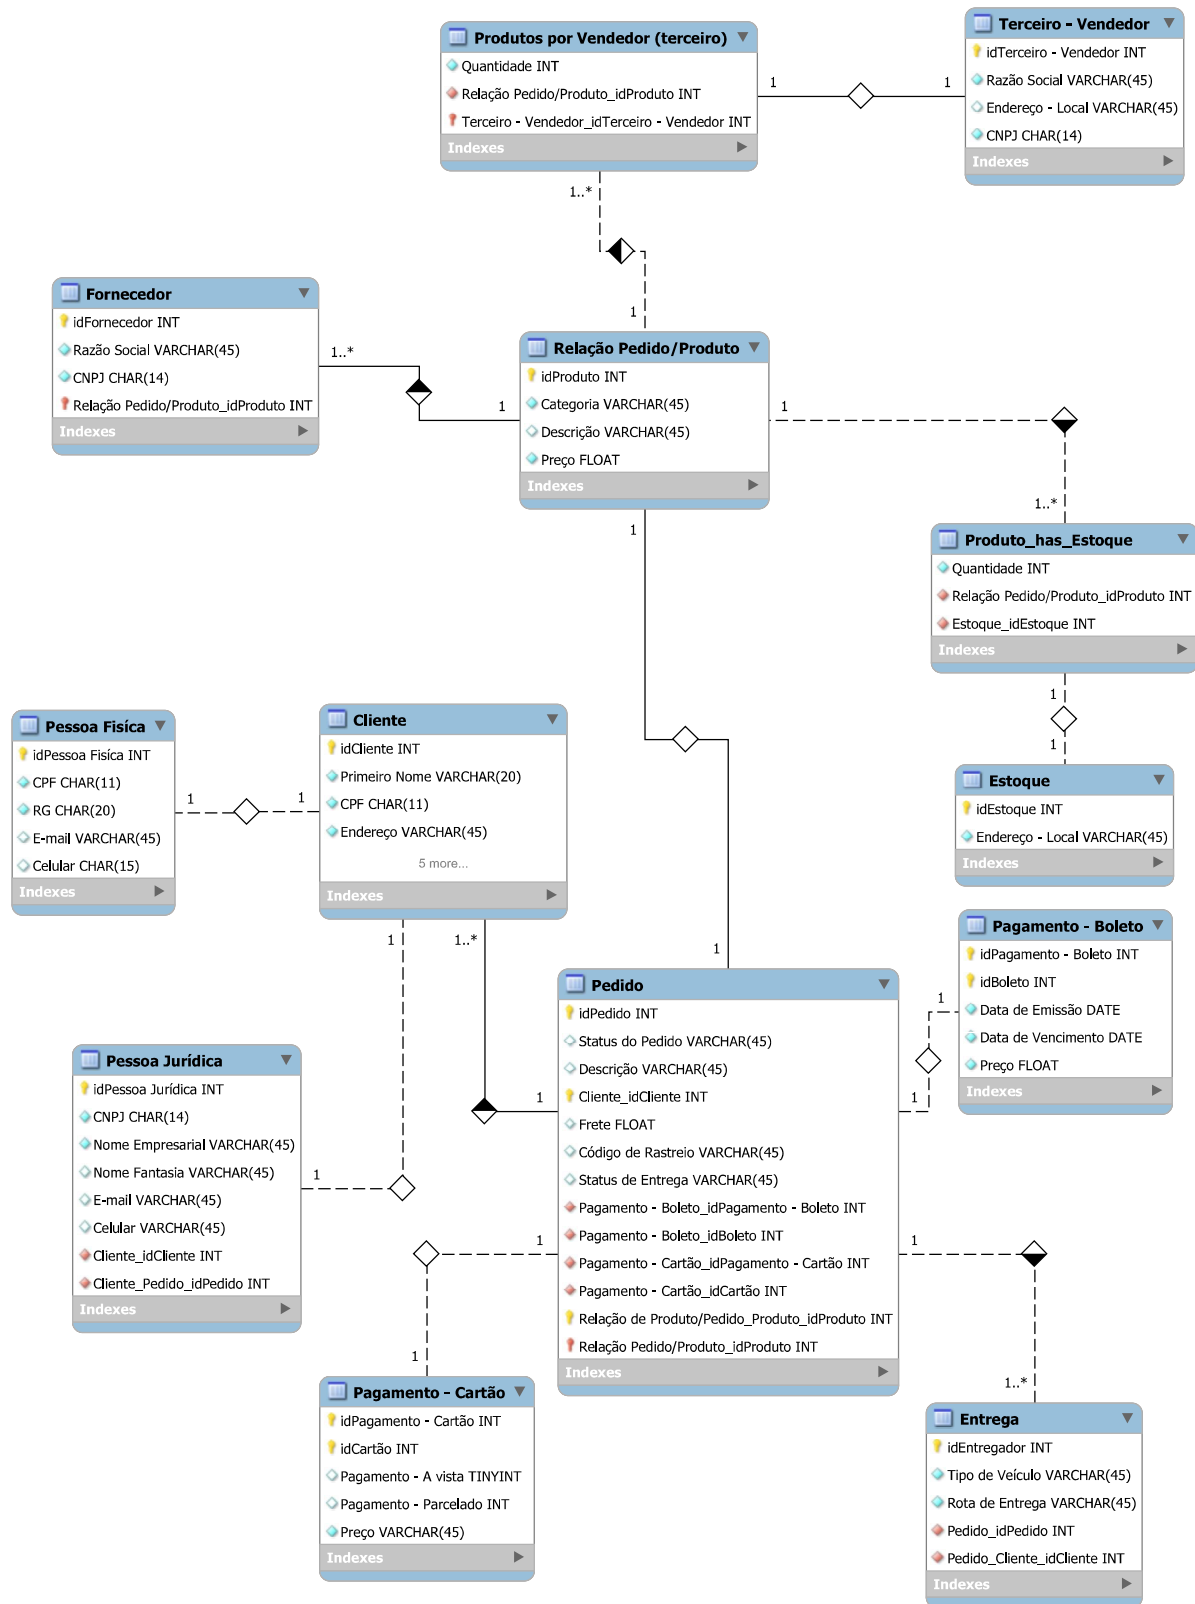 Produtos por Vendedor (terceiro)
Quantidade INT
Relação Pedido/Produto_idProduto INT
Terceiro - Vendedor_idTerceiro - Vendedor INT
Indexes
1
1
Terceiro - Vendedor
idTerceiro - Vendedor INT
Razão Social VARCHAR(45)
Endereço - Local VARCHAR(45)
CNPJ CHAR(14)
Indexes
1..*
1
Fornecedor
idFornecedor INT
Razão Social VARCHAR(45)
CNPJ CHAR(14)
Relação Pedido/Produto_idProduto INT
Indexes
1..*
1
Relação Pedido/Produto
idProduto INT
Categoria VARCHAR(45)
Descrição VARCHAR(45)
Preço FLOAT
Indexes
1
1..*
1
Produto_has_Estoque
Quantidade INT
Relação Pedido/Produto_idProduto INT
Estoque_idEstoque INT
Indexes
1
1
Estoque
idEstoque INT
Endereço - Local VARCHAR(45)
Indexes
Pessoa Fisíca
idPessoa Fisíca INT
CPF CHAR(11)
RG CHAR(20)
E-mail VARCHAR(45)
Celular CHAR(15)
Indexes
1
1
Cliente
idCliente INT
Primeiro Nome VARCHAR(20)
CPF CHAR(11)
Endereço VARCHAR(45)
5 more...
Indexes
1
1..*
1
Pagamento - Boleto
idPagamento - Boleto INT
idBoleto INT
Data de Emissão DATE
Data de Vencimento DATE
Preço FLOAT
Indexes
1
1
Pedido
idPedido INT
Status do Pedido VARCHAR(45)
Descrição VARCHAR(45)
Cliente_idCliente INT
Frete FLOAT
Código de Rastreio VARCHAR(45)
Status de Entrega VARCHAR(45)
Pagamento - Boleto_idPagamento - Boleto INT
Pagamento - Boleto_idBoleto INT
Pagamento - Cartão_idPagamento - Cartão INT
Pagamento - Cartão_idCartão INT
Relação de Produto/Pedido_Produto_idProduto INT
Relação Pedido/Produto_idProduto INT
Indexes
1
Pessoa Jurídica
idPessoa Jurídica INT
CNPJ CHAR(14)
Nome Empresarial VARCHAR(45)
Nome Fantasia VARCHAR(45)
E-mail VARCHAR(45)
Celular VARCHAR(45)
Cliente_idCliente INT
Cliente_Pedido_idPedido INT
Indexes
1
1
1
Pagamento - Cartão
idPagamento - Cartão INT
idCartão INT
Pagamento - A vista TINYINT
Pagamento - Parcelado INT
Preço VARCHAR(45)
Indexes
1
1..*
Entrega
idEntregador INT
Tipo de Veículo VARCHAR(45)
Rota de Entrega VARCHAR(45)
Pedido_idPedido INT
Pedido_Cliente_idCliente INT
Indexes